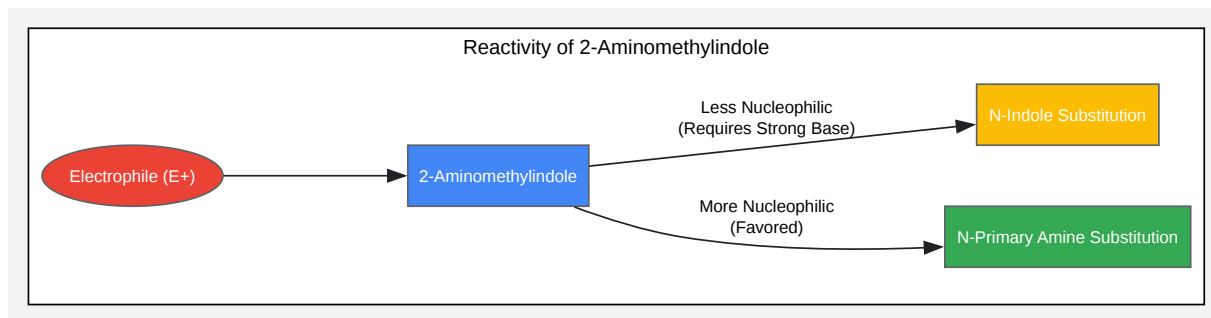 Reactivity of 2-Aminomethylindole
Less Nucleophilic
(Requires Strong Base)
N-Indole Substitution
Electrophile (E+)
2-Aminomethylindole
More Nucleophilic
(Favored)
N-Primary Amine Substitution